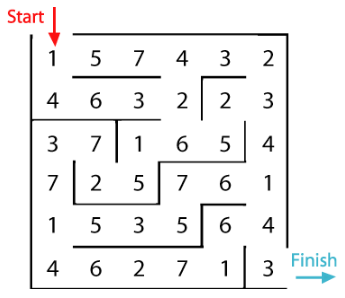 Start
1 5 7 4 3 2
4 6 3 2 2 3
3 7 1 6 5 4
7 2 5 7 6 1
1 5 3 5 6 4
4 6 2 7 1 3
Finish